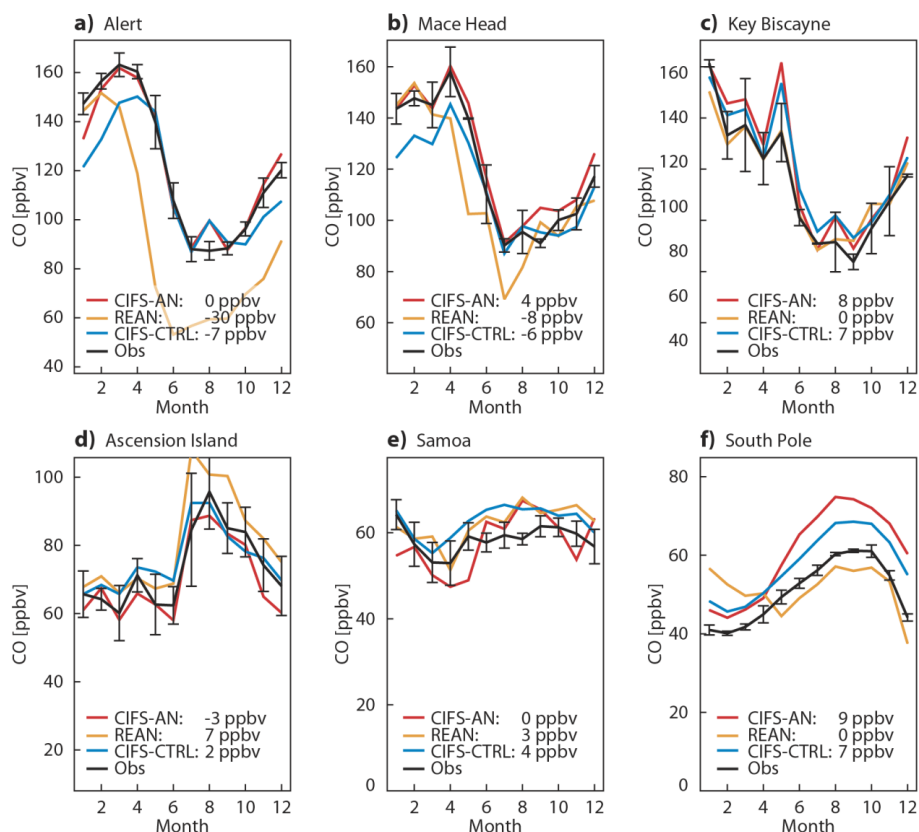 a) Alert
160
140
120
100
80
60
40
CO [ppbv]
CIFS-AN: 0 ppbv
REAN: -30 ppbv
CIFS-CTRL: -7 ppbv
Obs
2 4 6 8 10 12
Month
b) Mace Head
160
140
120
100
80
60
CO [ppbv]
CIFS-AN: 4 ppbv
REAN: -8 ppbv
CIFS-CTRL: -6 ppbv
Obs
2 4 6 8 10 12
Month
c) Key Biscayne
160
140
120
100
80
60
40
CO [ppbv]
CIFS-AN: 8 ppbv
REAN: 0 ppbv
CIFS-CTRL: 7 ppbv
Obs
2 4 6 8 10 12
Month
d) Ascension Island
100
80
60
40
20
CO [ppbv]
CIFS-AN: -3 ppbv
REAN: 7 ppbv
CIFS-CTRL: 2 ppbv
Obs
2 4 6 8 10 12
Month
e) Samoa
60
40
20
0
CO [ppbv]
CIFS-AN: 0 ppbv
REAN: 3 ppbv
CIFS-CTRL: 4 ppbv
Obs
2 4 6 8 10 12
Month
f) South Pole
80
60
40
20
0
CO [ppbv]
CIFS-AN: 9 ppbv
REAN: 0 ppbv
CIFS-CTRL: 7 ppbv
Obs
2 4 6 8 10 12
Month